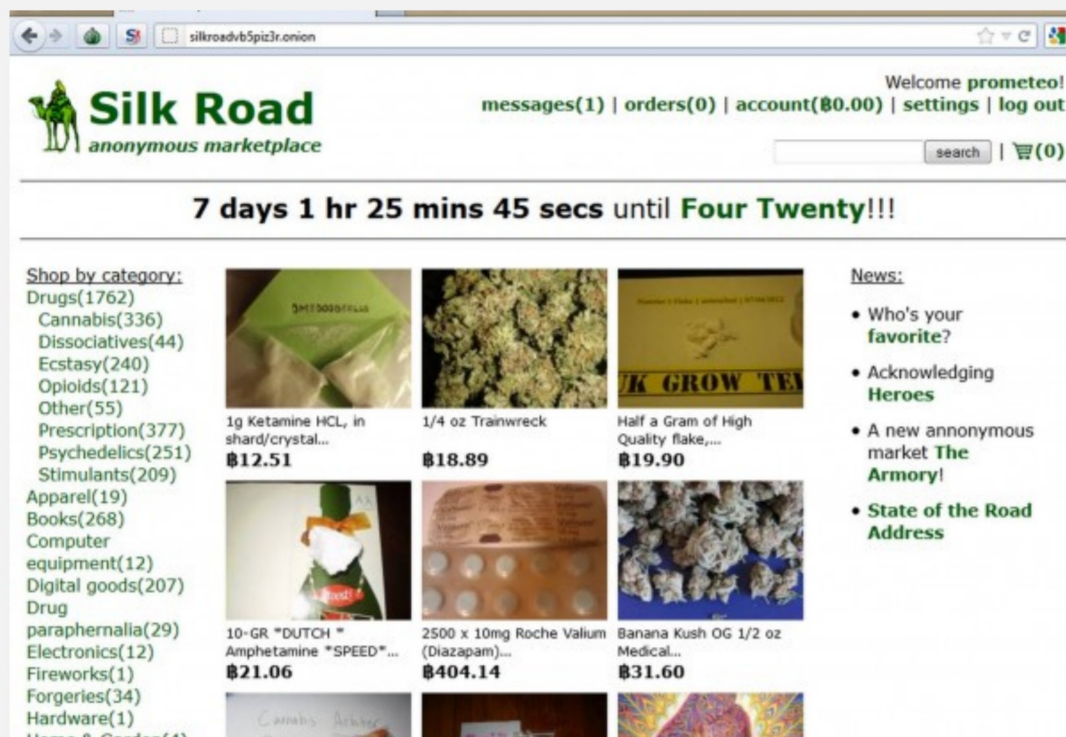 silkroadvb5piz3r.onion
Welcome prometeo!
Silk Road
anonymous marketplace
messages(1) | orders(0) | account(฿0.00) | settings | log out
search | (0)
7 days 1 hr 25 mins 45 secs until Four Twenty!!!
Shop by category:
Drugs(1762)
Cannabis(336)
Dissociatives(44)
Ecstasy(240)
Opioids(121)
Other(55)
Prescription(377)
Psychedelics(251)
Stimulants(209)
Apparel(19)
Books(268)
Computer
equipment(12)
Digital goods(207)
Drug
paraphernalia(29)
Electronics(12)
Fireworks(1)
Forgeries(34)
Hardware(1)
1g Ketamine HCL, in
shard/crystal...
฿12.51
1/4 oz Trainwreck
฿18.89
UK GROW TE
Half a Gram of High
Quality flake,...
฿19.90
10-GR *DUTCH *
Amphetamine *SPEED*...
฿21.06
2500 x 10mg Roche Valium
(Diazapam)...
฿404.14
Banana Kush OG 1/2 oz
Medical...
฿31.60
News:
Who's your
favorite?
Acknowledging
Heroes
A new annonymous
market The
Armory!
State of the Road
Address